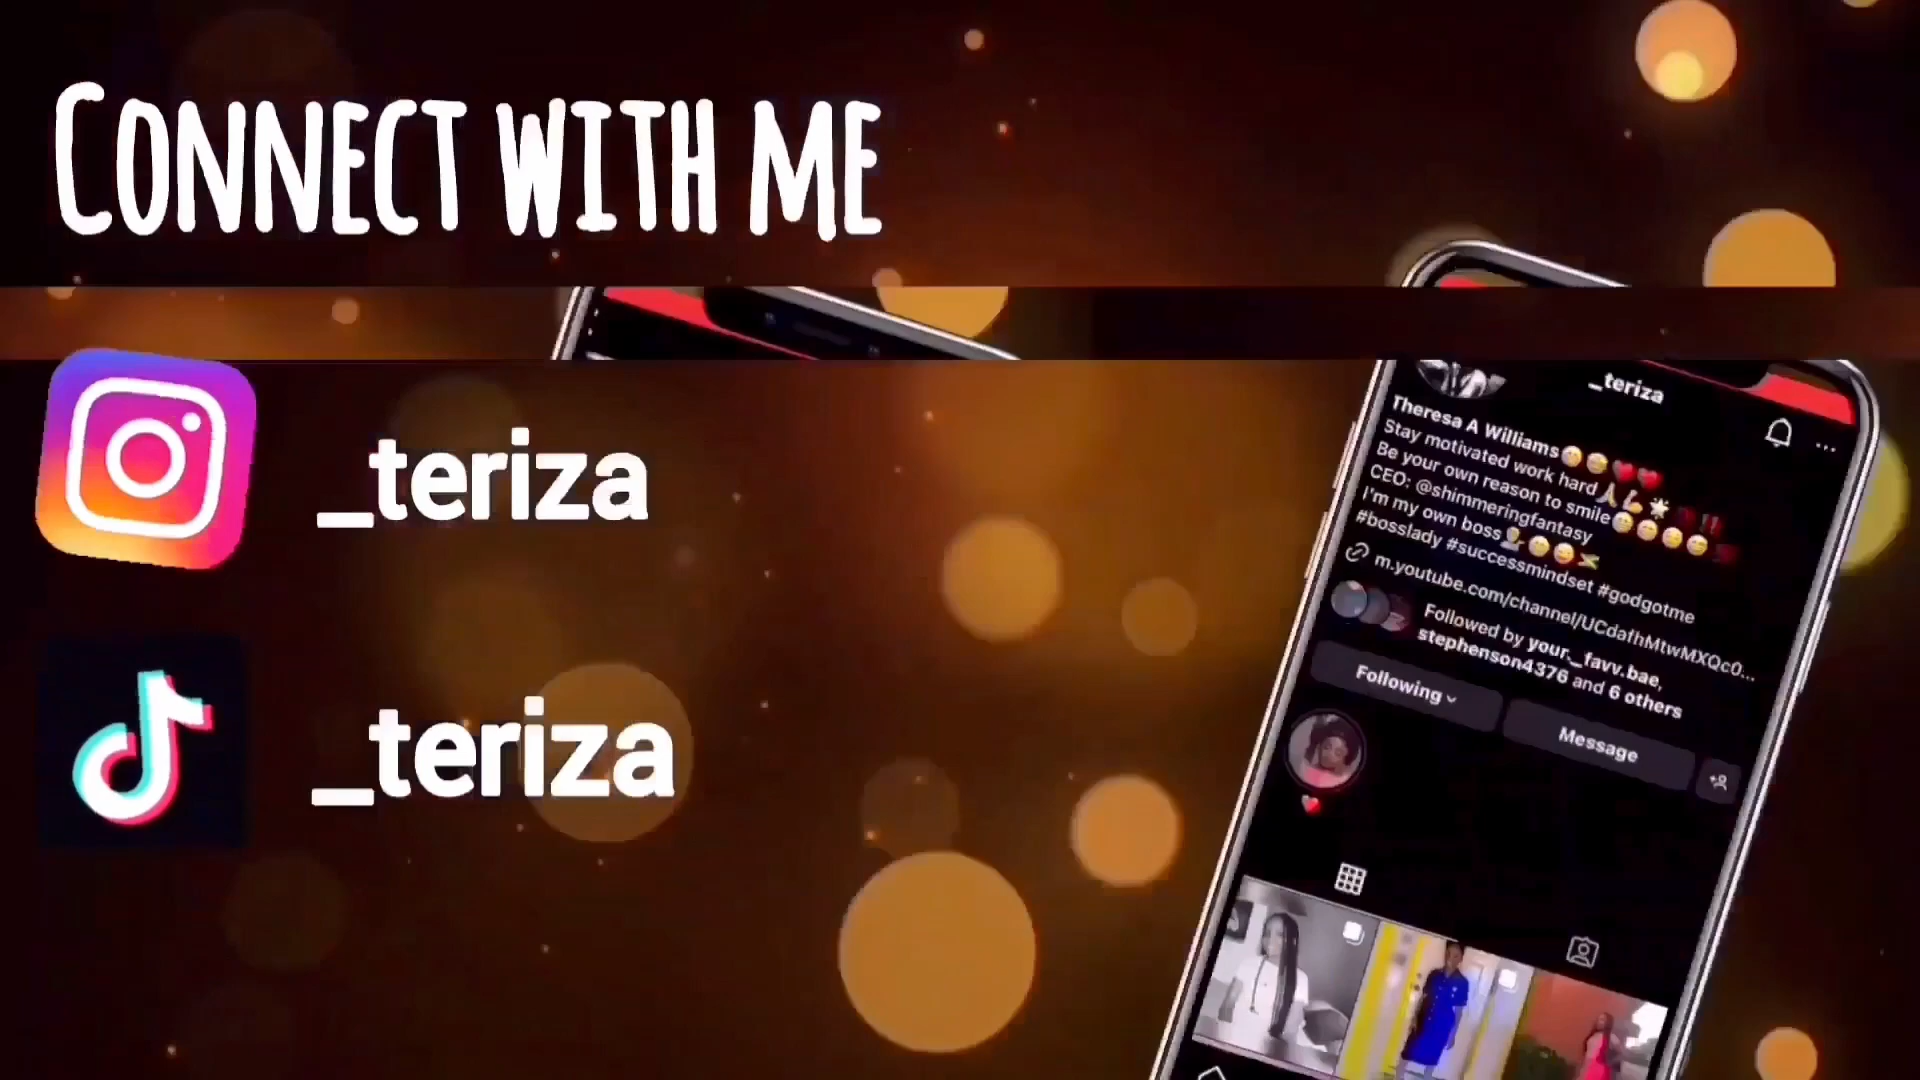 CONNECT WITH ME
_teriza
_teriza
_teriza
Theresa A Williams😁😁❤️❤️
Stay motivated work hard🙏💪🌟
Be your own reason to smile😁😁😁😁
CEO: @shimmeringfantasy
I'm my own boss
#bosslady #successmindset #godgotme
m.youtube.com/channel/UCdafhMtwMXQc0...
Followed by your._favv.bae,
stephenson4376 and 6 others
Following
Message